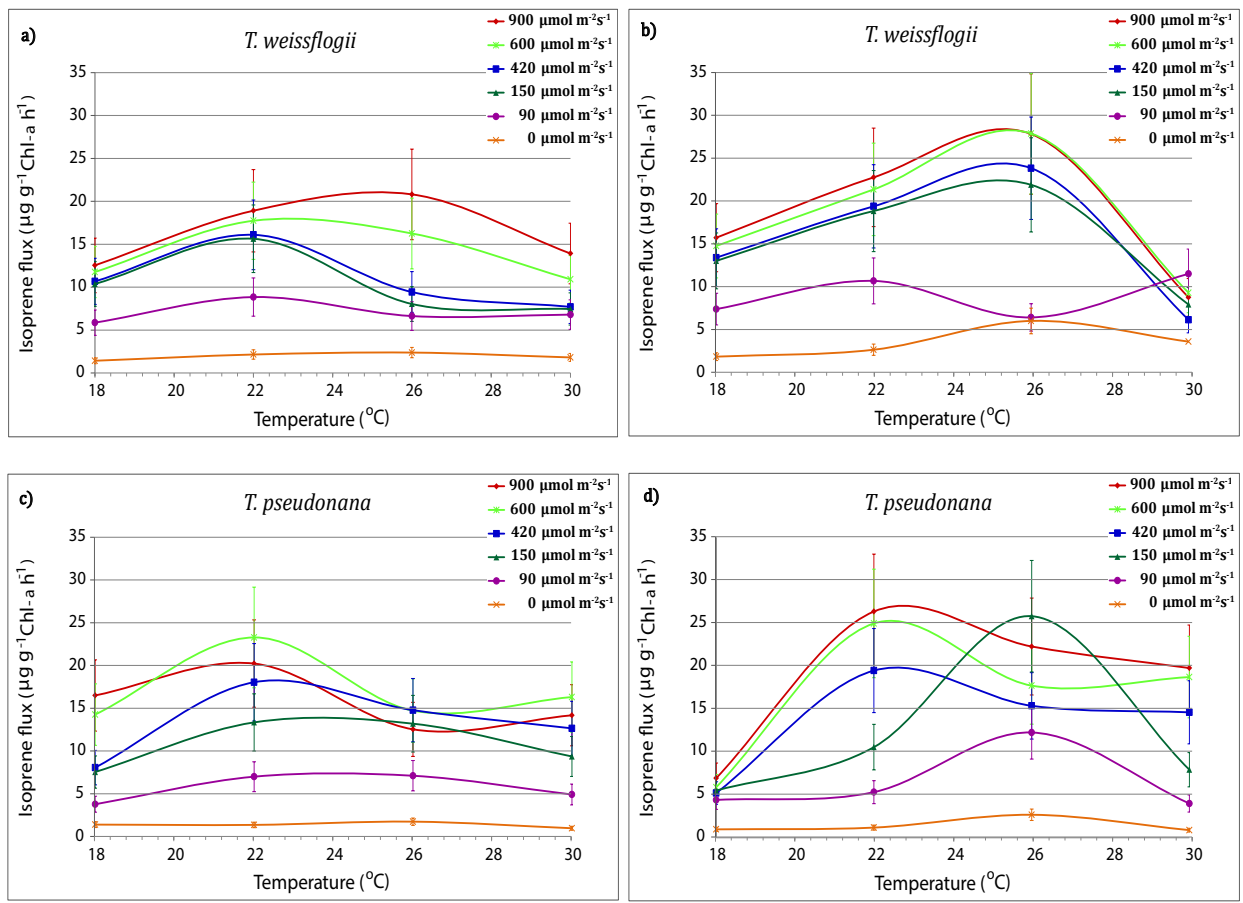 a)
T. weissflogii
900 μmol m⁻²s⁻¹
600 μmol m⁻²s⁻¹
420 μmol m⁻²s⁻¹
150 μmol m⁻²s⁻¹
90 μmol m⁻²s⁻¹
0 μmol m⁻²s⁻¹
Isoprene flux (μg g⁻¹ Chl-a h⁻¹)
35
30
25
20
15
10
5
0
18 20 22 24 26 28 30
Temperature (°C)
b)
T. weissflogii
900 μmol m⁻²s⁻¹
600 μmol m⁻²s⁻¹
420 μmol m⁻²s⁻¹
150 μmol m⁻²s⁻¹
90 μmol m⁻²s⁻¹
0 μmol m⁻²s⁻¹
Isoprene flux (μg g⁻¹ Chl-a h⁻¹)
35
30
25
20
15
10
5
0
18 20 22 24 26 28 30
Temperature (°C)
c)
T. pseudonana
900 μmol m⁻²s⁻¹
600 μmol m⁻²s⁻¹
420 μmol m⁻²s⁻¹
150 μmol m⁻²s⁻¹
90 μmol m⁻²s⁻¹
0 μmol m⁻²s⁻¹
Isoprene flux (μg g⁻¹ Chl-a h⁻¹)
35
30
25
20
15
10
5
0
18 20 22 24 26 28 30
Temperature (°C)
d)
T. pseudonana
900 μmol m⁻²s⁻¹
600 μmol m⁻²s⁻¹
420 μmol m⁻²s⁻¹
150 μmol m⁻²s⁻¹
90 μmol m⁻²s⁻¹
0 μmol m⁻²s⁻¹
Isoprene flux (μg g⁻¹ Chl-a h⁻¹)
35
30
25
20
15
10
5
0
18 20 22 24 26 28 30
Temperature (°C)